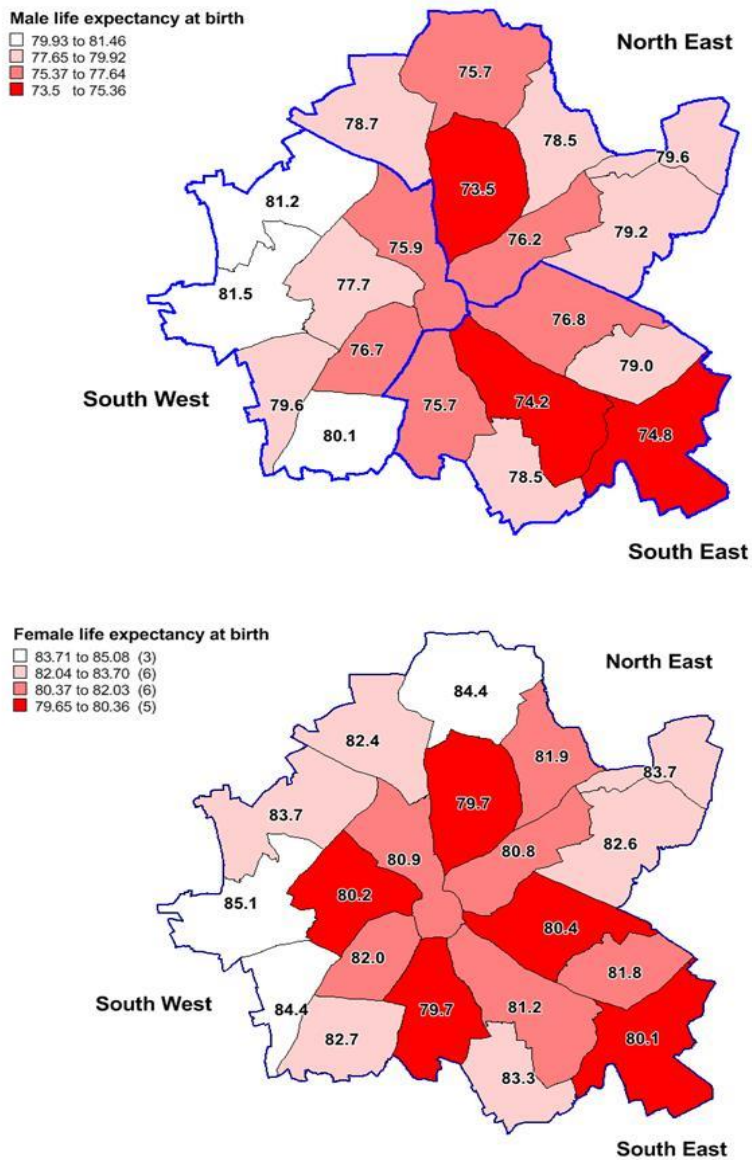 Male life expectancy at birth
79.93 to 81.46
77.65 to 79.92
75.37 to 77.64
73.5 to 75.36
North East
75.7
78.7
78.5
79.6
73.5
81.2
79.2
76.2
75.9
81.5
77.7
76.8
76.7
79.0
South West
79.6
74.2
75.7
74.8
80.1
78.5
South East
Female life expectancy at birth
83.71 to 85.08 (3)
82.04 to 83.70 (6)
80.37 to 82.03 (6)
79.65 to 80.36 (5)
North East
84.4
82.4
81.9
83.7
79.7
83.7
82.6
80.8
80.9
80.2
85.1
80.4
82.0
81.8
South West
84.4
79.7
81.2
82.7
80.1
83.3
South East